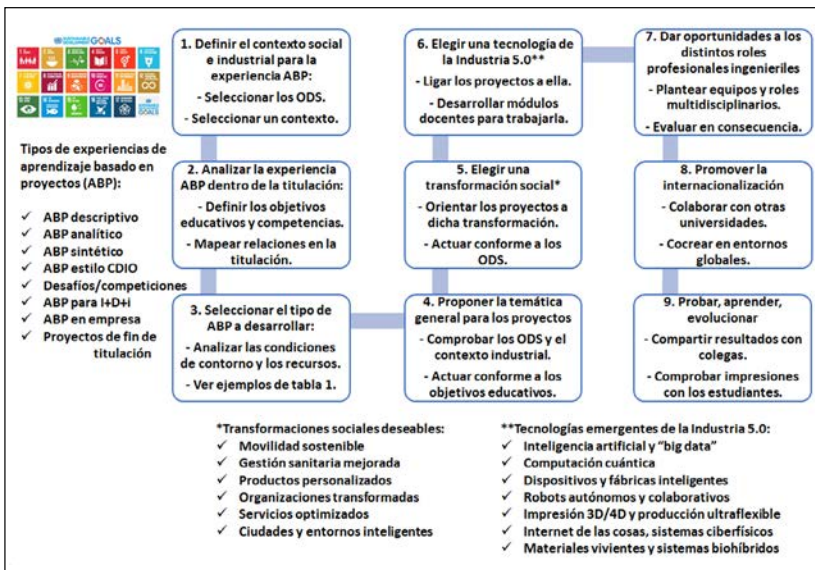 SUSTAINABLE
DEVELOPMENT
GOALS
Tipos de experiencias de
aprendizaje basado en
proyectos (ABP):
✓ ABP descriptivo
✓ ABP analítico
✓ ABP sintético
✓ ABP estilo CDIO
✓ Desafíos/competiciones
✓ ABP para I+D+i
✓ ABP en empresa
✓ Proyectos de fin de
titulación
1. Definir el contexto social
e industrial para la
experiencia ABP:
- Seleccionar los ODS.
- Seleccionar un contexto.
2. Analizar la experiencia
ABP dentro de la titulación:
- Definir los objetivos
educativos y competencias.
- Mapear relaciones en la
titulación.
3. Seleccionar el tipo de
ABP a desarrollar:
- Analizar las condiciones
de contorno y los recursos.
- Ver ejemplos de tabla 1.
4. Proponer la temática
general para los proyectos
- Comprobar los ODS y el
contexto industrial.
- Actuar conforme a los
objetivos educativos.
5. Elegir una
transformación social*
- Orientar los proyectos a
dicha transformación.
- Actuar conforme a los
ODS.
6. Elegir una tecnología de
la Industria 5.0**
- Ligar los proyectos a ella.
- Desarrollar módulos
docentes para trabajarla.
7. Dar oportunidades a los
distintos roles
profesionales ingenieriles
- Plantear equipos y roles
multidisciplinarios.
- Evaluar en consecuencia.
8. Promover la
internacionalización
- Colaborar con otras
universidades.
- Cocrear en entornos
globales.
9. Probar, aprender,
evolucionar
- Compartir resultados con
colegas.
- Comprobar impresiones
con los estudiantes.
*Transformaciones sociales deseables:
✓ Movilidad sostenible
✓ Gestión sanitaria mejorada
✓ Productos personalizados
✓ Organizaciones transformadas
✓ Servicios optimizados
✓ Ciudades y entornos inteligentes
**Tecnologías emergentes de la Industria 5.0:
✓ Inteligencia artificial y “big data”
✓ Computación cuántica
✓ Dispositivos y fábricas inteligentes
✓ Robots autónomos y colaborativos
✓ Impresión 3D/4D y producción ultraflexible
✓ Internet de las cosas, sistemas ciberfísicos
✓ Materiales vivientes y sistemas biohíbridos